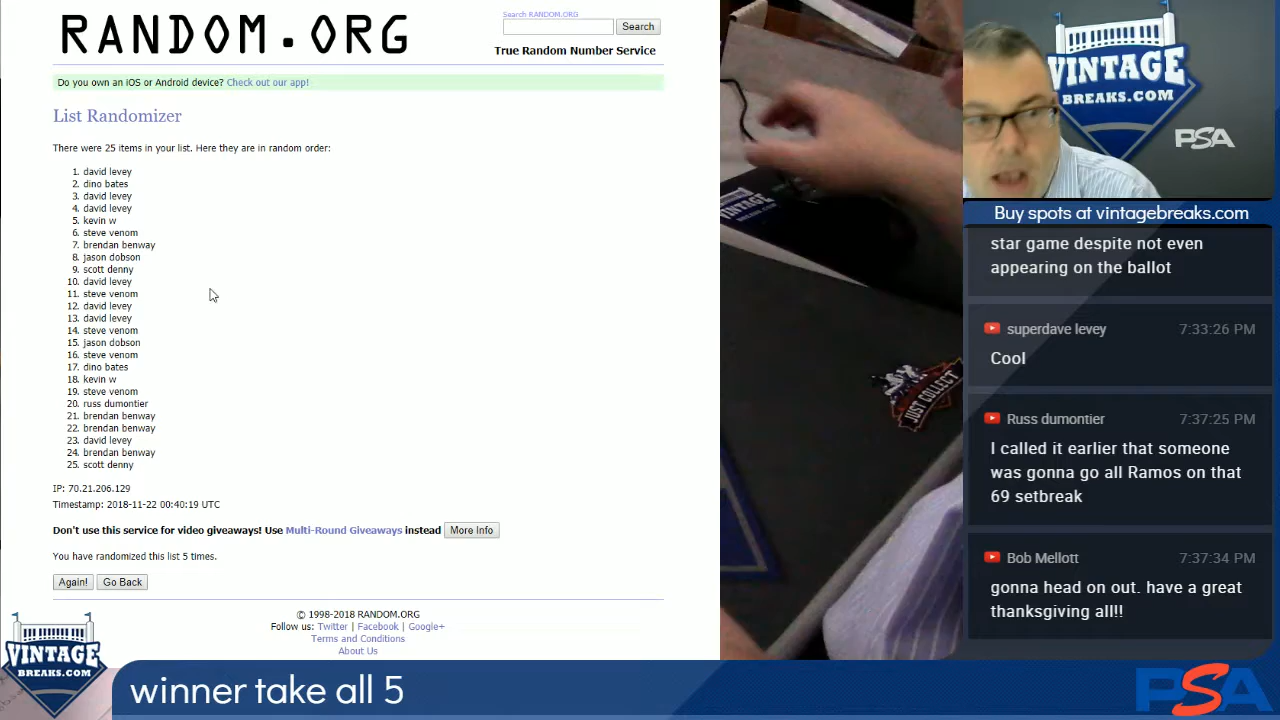 RANDOM.ORG
Search RANDOM.ORG
Search
True Random Number Service
Do you own an iOS or Android device? Check out our app!
List Randomizer
There were 25 items in your list. Here they are in random order:
1. david levey
2. dino bates
3. david levey
4. david levey
5. kevin w
6. steve venom
7. brendan benway
8. jason dobson
9. scott denny
10. david levey
11. steve venom
12. david levey
13. david levey
14. steve venom
15. jason dobson
16. steve venom
17. dino bates
18. kevin w
19. steve venom
20. russ dumontier
21. brendan benway
22. brendan benway
23. david levey
24. brendan benway
25. scott denny
IP: 70.21.206.129
Timestamp: 2018-11-22 00:40:19 UTC
Don't use this service for video giveaways! Use Multi-Round Giveaways instead More Info
You have randomized this list 5 times.
Again! Go Back
© 1998-2018 RANDOM.ORG
Follow us: Twitter | Facebook | Google+
Terms and Conditions
About Us
VINTAGE
BREAKS.COM
JUST COLLECT
VINTAGE
BREAKS.COM
PSA
Buy spots at vintagebreaks.com
star game despite not even
appearing on the ballot
superdave levey 7:33:26 PM
Cool
Russ dumontier 7:37:25 PM
I called it earlier that someone
was gonna go all Ramos on that
69 setbreak
Bob Mellott 7:37:34 PM
gonna head on out. have a great
thanksgiving all!!
VINTAGE
BREAKS.COM
winner take all 5
PSA